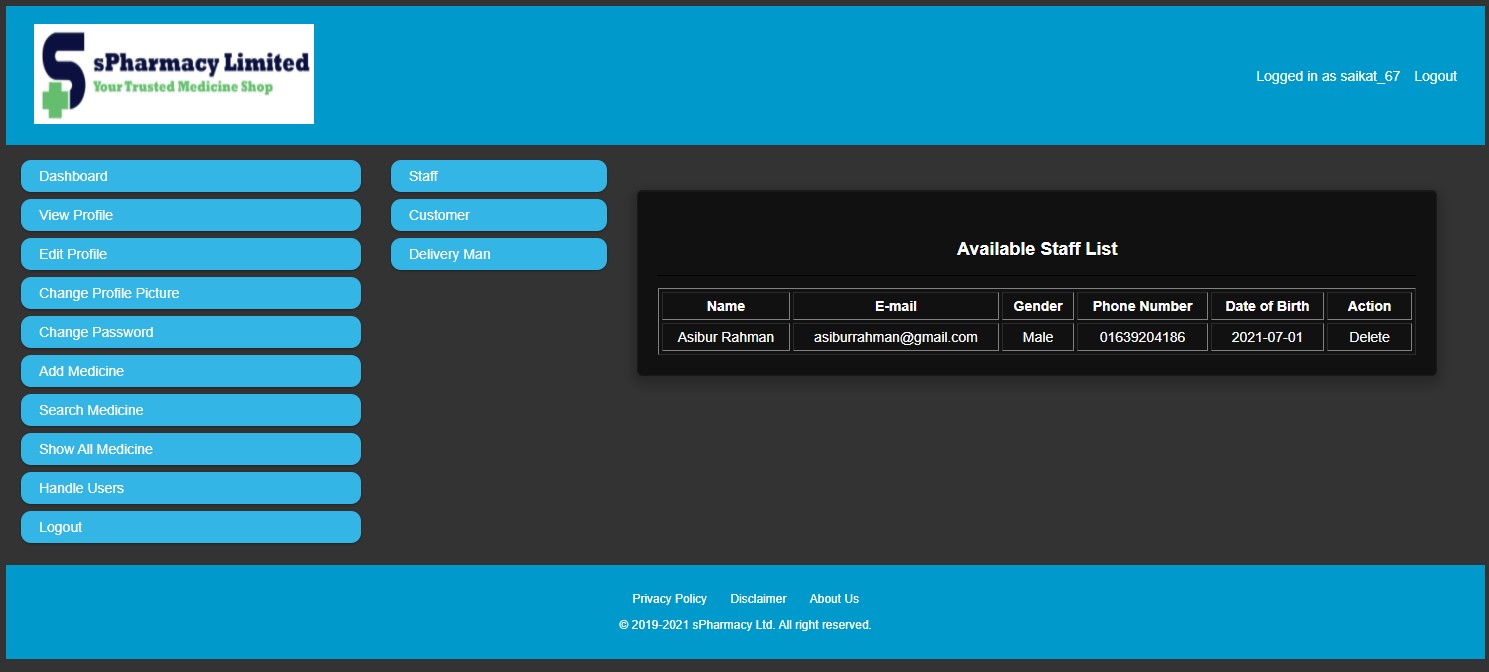 sPharmacy Limited
Your Trusted Medicine Shop
Logged in as saikat_67 Logout
Dashboard
View Profile
Edit Profile
Change Profile Picture
Change Password
Add Medicine
Search Medicine
Show All Medicine
Handle Users
Logout
Staff
Customer
Delivery Man
Available Staff List
Name E-mail Gender Phone Number Date of Birth Action
Asibur Rahman asiburrahman@gmail.com Male 01639204186 2021-07-01 Delete
Privacy Policy Disclaimer About Us
© 2019-2021 sPharmacy Ltd. All right reserved.